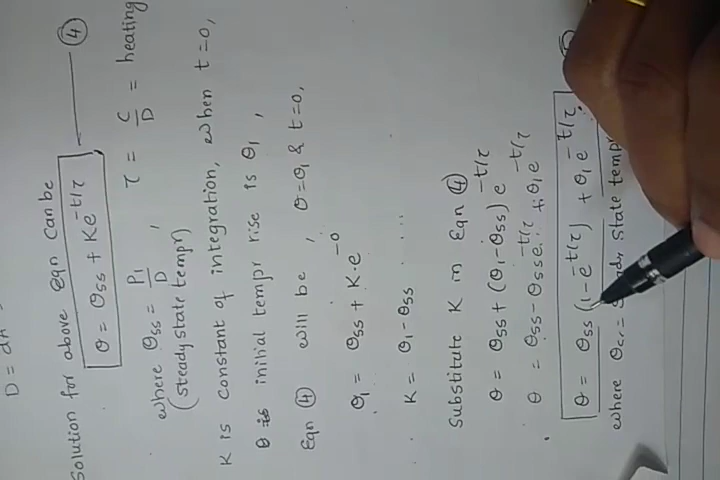 D = dA
Solution for above eqn can be
θ = θss + Ke^-t/τ , ——— ④
where θss = P1/D , τ = C/D = heating
(steady state tempr)
K is constant of integration, when t=0,
θ is initial tempr rise is θ1 ,
Eqn ④ will be , θ=θ1 & t=0,
θ1 = θss + K·e^-0
K = θ1 - θss
Substitute K in Eqn ④
θ = θss + (θ1-θss) e^-t/τ
θ = θss - θss e^-t/τ + θ1 e^-t/τ
θ = θss (1-e^-t/τ) + θ1 e^-t/τ
where state tempr